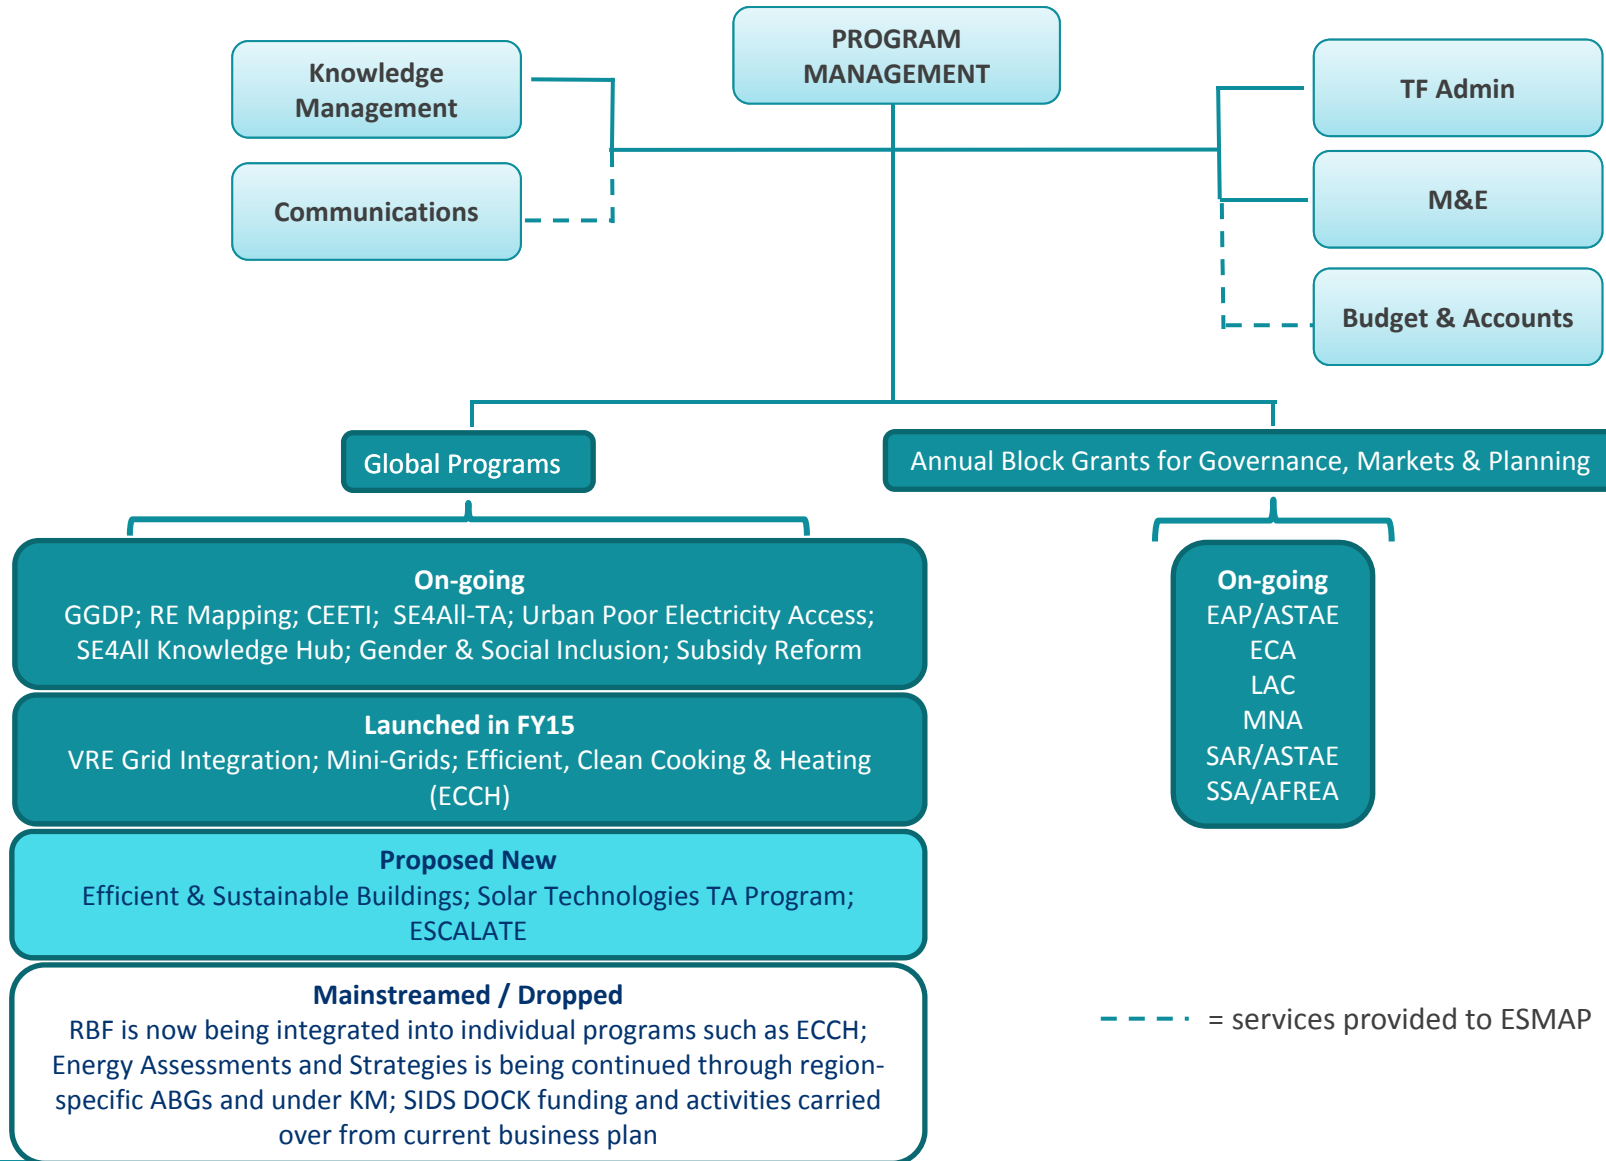 PROGRAM
MANAGEMENT
Knowledge
Management
Communications
TF Admin
M&E
Budget & Accounts
Global Programs
Annual Block Grants for Governance, Markets & Planning
On-going
GGDP; RE Mapping; CEETI; SE4All-TA; Urban Poor Electricity Access;
SE4All Knowledge Hub; Gender & Social Inclusion; Subsidy Reform
Launched in FY15
VRE Grid Integration; Mini-Grids; Efficient, Clean Cooking & Heating
(ECCH)
Proposed New
Efficient & Sustainable Buildings; Solar Technologies TA Program;
ESCALATE
Mainstreamed / Dropped
RBF is now being integrated into individual programs such as ECCH;
Energy Assessments and Strategies is being continued through region-
specific ABGs and under KM; SIDS DOCK funding and activities carried
over from current business plan
On-going
EAP/ASTAE
ECA
LAC
MNA
SAR/ASTAE
SSA/AFREA
= services provided to ESMAP